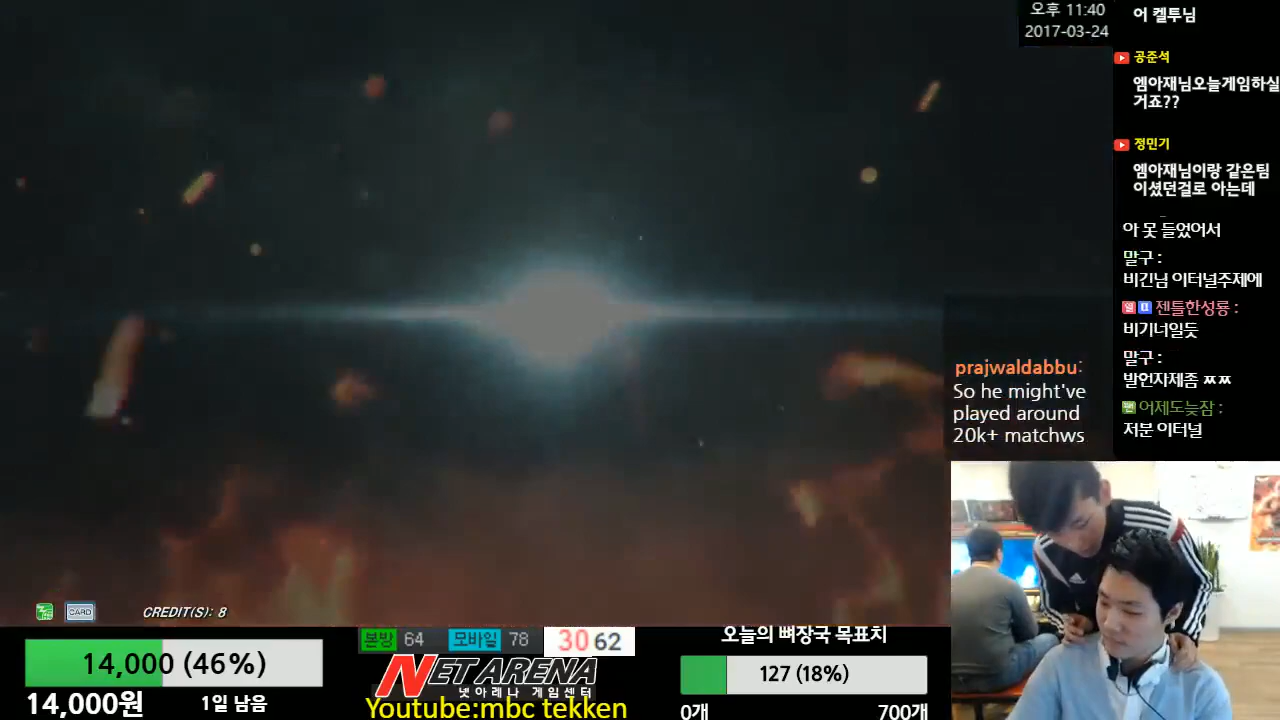 오후 11:40
2017-03-24
어 켈투님
공준석
엠아재님오늘게임하실
거죠??
정민기
엠아재님이랑 같은팀
이셨던걸로 아는데
아 못 들었어서
말구 :
비긴님 이터널주제에
열 매 젠틀한성룡 :
비기너일듯
말구 :
발언자제좀 ㅉㅉ
팬 어제도늦잠 :
저분 이터널
prajwaldabbu:
So he might've
played around
20k+ matchws
CARD
CREDIT(S): 8
14,000 (46%)
14,000원
1일 남음
본방 64 모바일 78 30 62
NET ARENA
넷아레나 게임센터
Youtube:mbc tekken
오늘의 뻐장국 목표치
127 (18%)
0개
700개